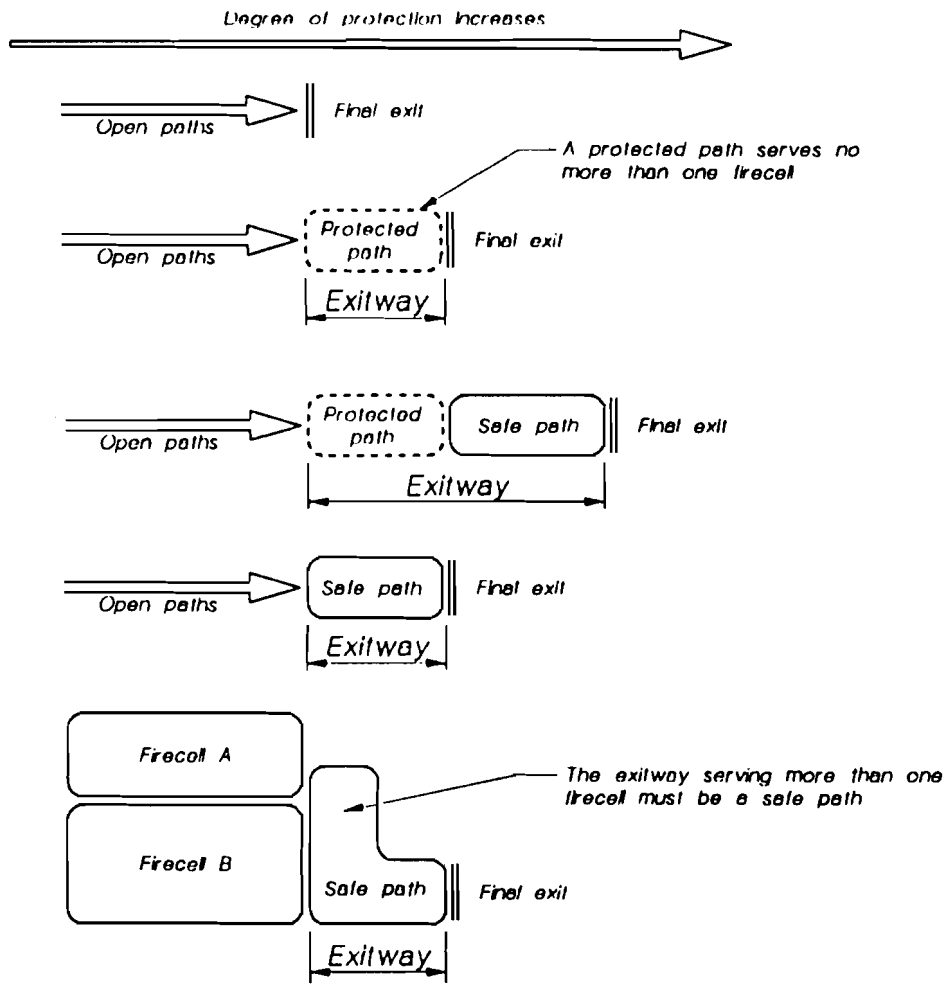 Degree of protection increases
Final exit
Open paths
A protected path serves no
more than one firecell
Protected
path
Final exit
Open paths
Exitway
Protected
path
Safe path
Final exit
Open paths
Exitway
Safe path
Final exit
Open paths
Exitway
Firecell A
The exitway serving more than one
firecell must be a safe path
Firecell B
Safe path
Final exit
Exitway